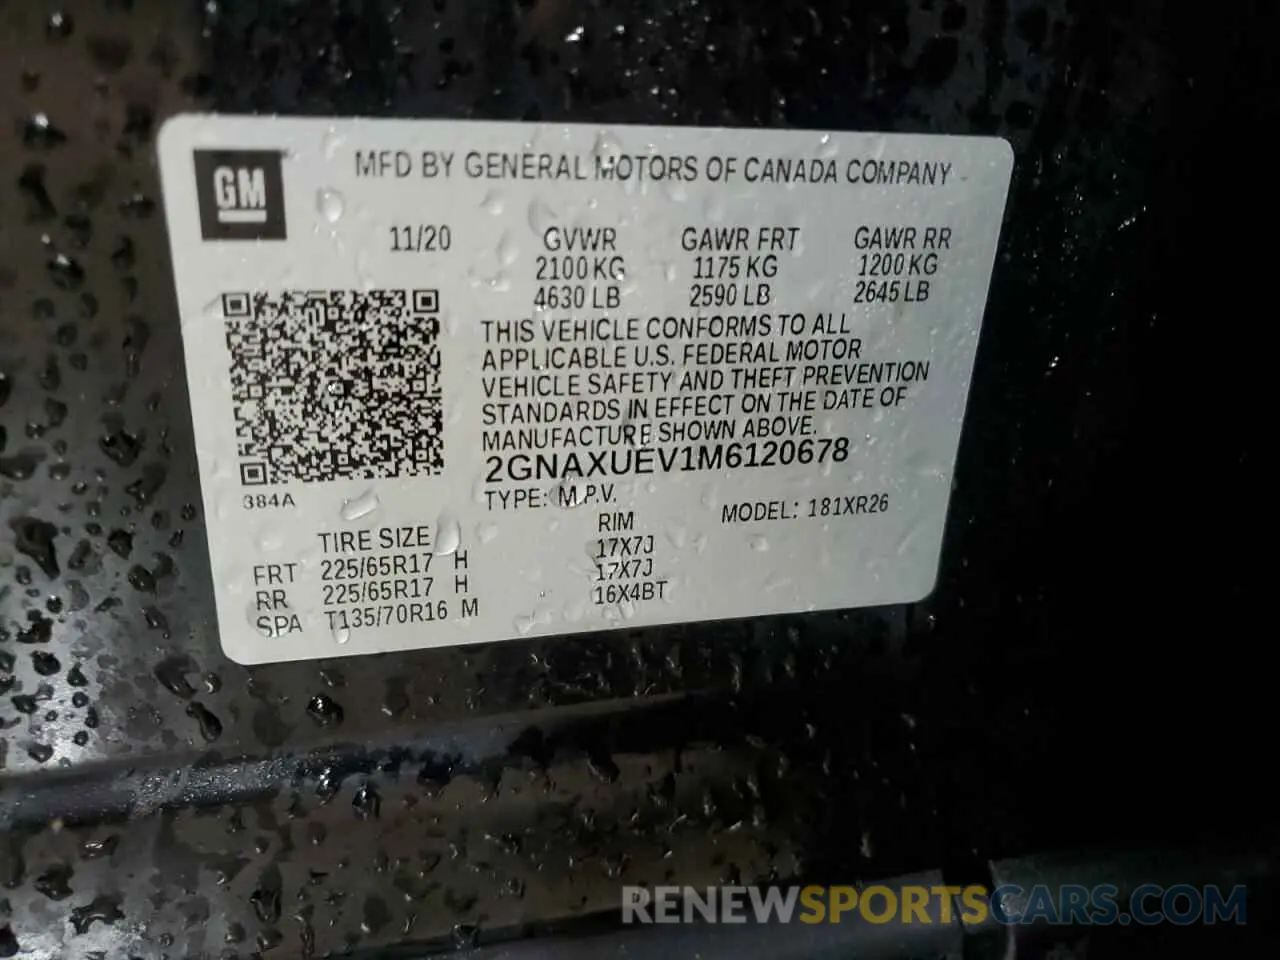 GM
MFD BY GENERAL MOTORS OF CANADA COMPANY
11/20 GVWR GAWR FRT GAWR RR
2100 KG 1175 KG 1200 KG
4630 LB 2590 LB 2645 LB
THIS VEHICLE CONFORMS TO ALL
APPLICABLE U.S. FEDERAL MOTOR
VEHICLE SAFETY AND THEFT PREVENTION
STANDARDS IN EFFECT ON THE DATE OF
MANUFACTURE SHOWN ABOVE.
2GNAXUEV1M6120678
384A
TYPE: M.P.V. MODEL: 181XR26
TIRE SIZE RIM
FRT 225/65R17 H 17X7J
RR 225/65R17 H 17X7J
SPA T135/70R16 M 16X4BT
RENEWSPORTSCARS.COM